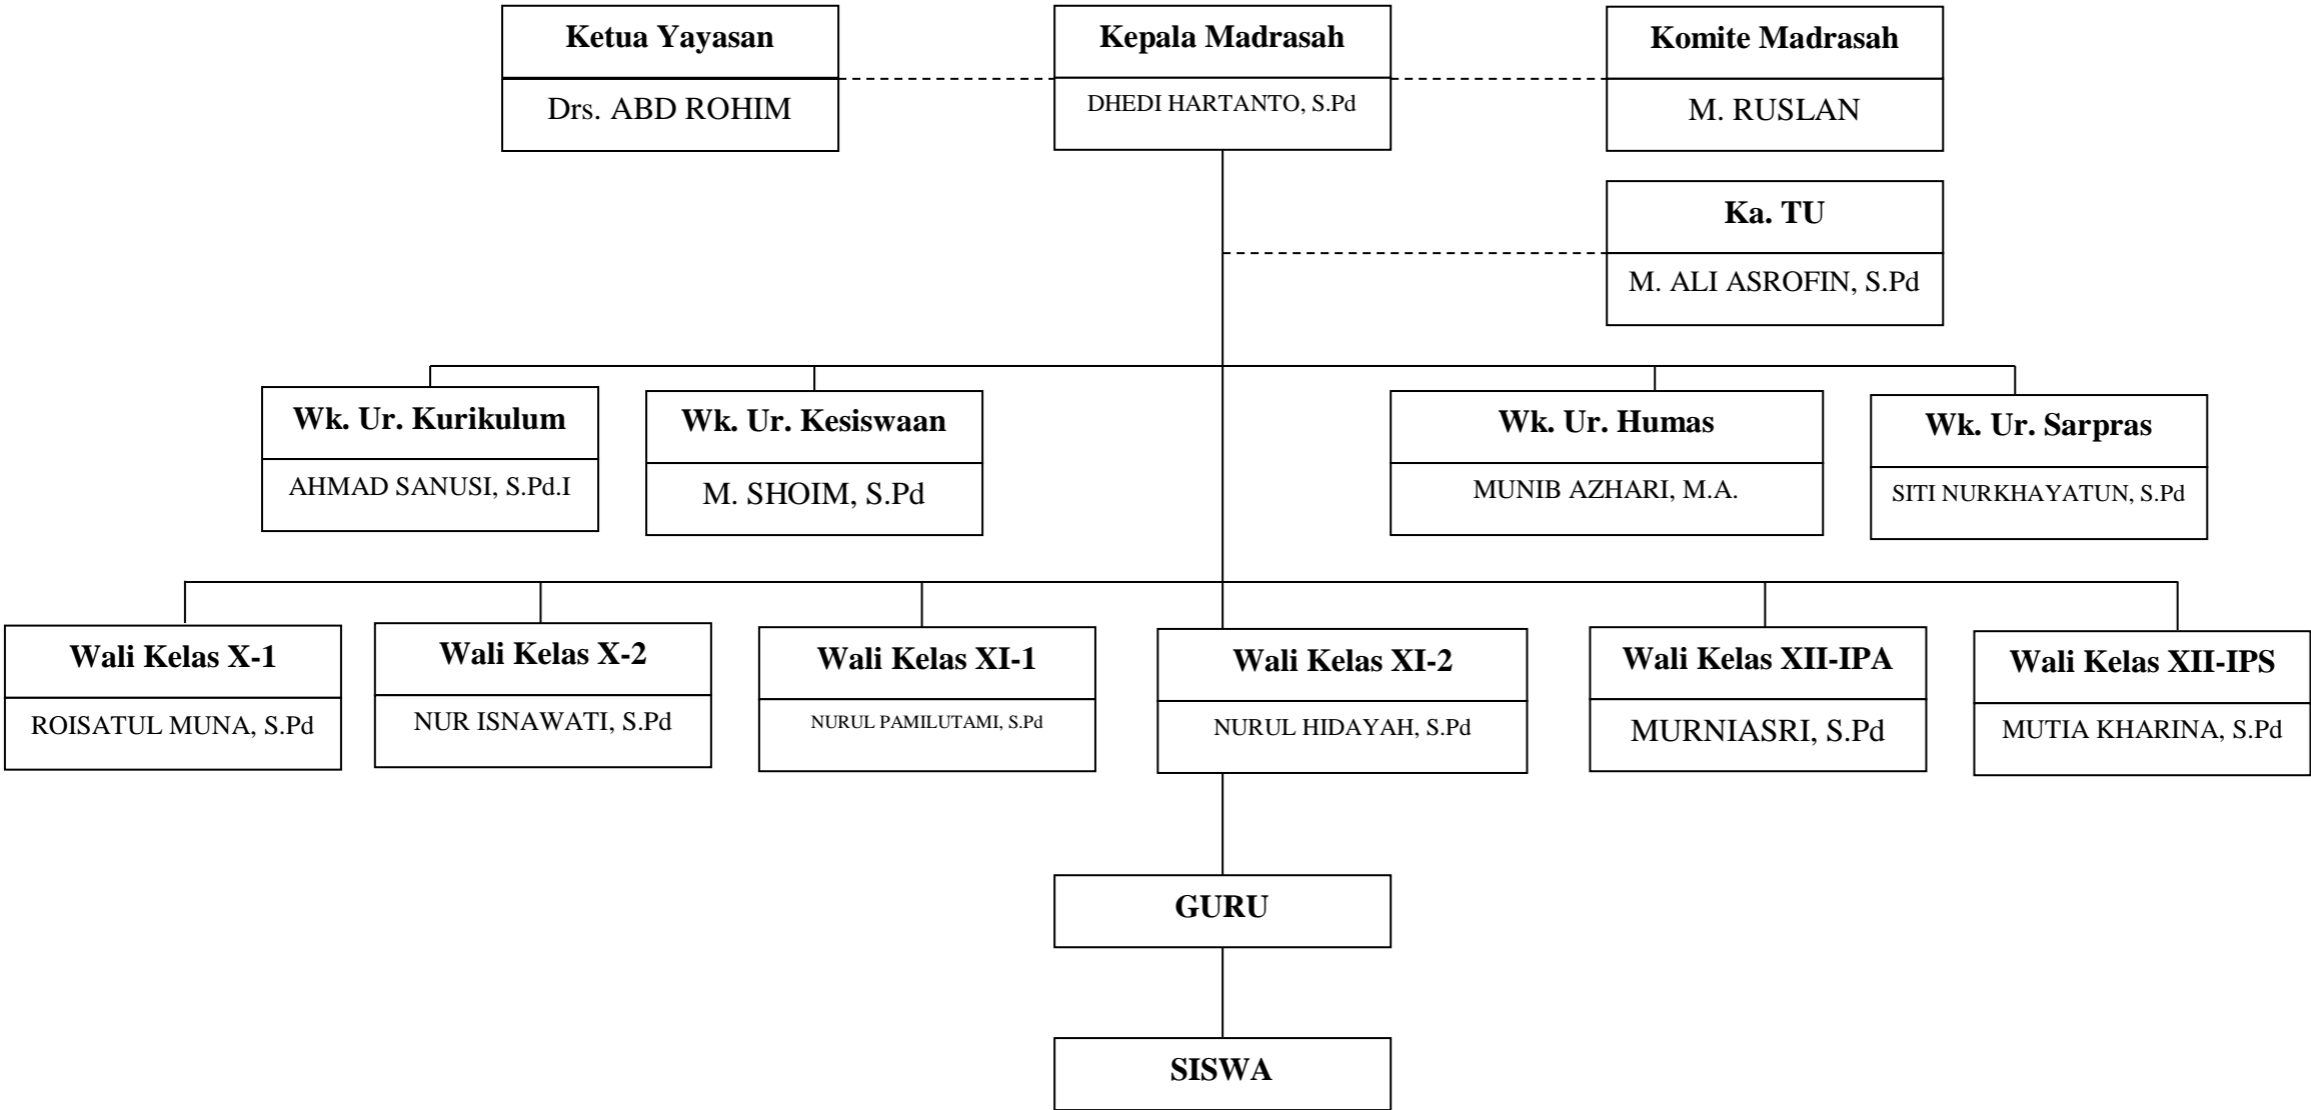 Ketua Yayasan
Drs. ABD ROHIM
Kepala Madrasah
DHEDI HARTANTO, S.Pd
Komite Madrasah
M. RUSLAN
Ka. TU
M. ALI ASROFIN, S.Pd
Wk. Ur. Kurikulum
AHMAD SANUSI, S.Pd.I
Wk. Ur. Kesiswaan
M. SHOIM, S.Pd
Wk. Ur. Humas
MUNIB AZHARI, M.A.
Wk. Ur. Sarpras
SITI NURKHAYATUN, S.Pd
Wali Kelas X-1
ROISATUL MUNA, S.Pd
Wali Kelas X-2
NUR ISNAWATI, S.Pd
Wali Kelas XI-1
NURUL PAMILUTAMI, S.Pd
Wali Kelas XI-2
NURUL HIDAYAH, S.Pd
Wali Kelas XII-IPA
MURNIASRI, S.Pd
Wali Kelas XII-IPS
MUTIA KHARINA, S.Pd
GURU
SISWA